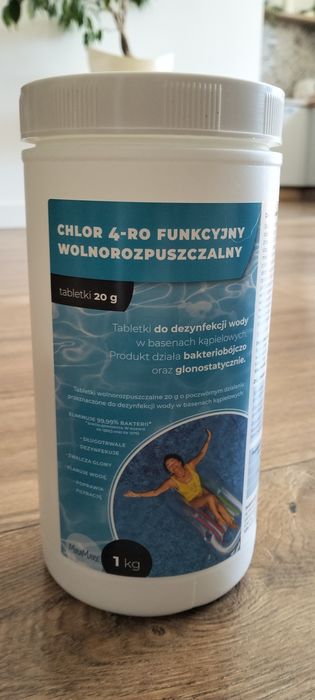 CHLOR 4-RO FUNKCYJNY
WOLNOROZPUSZCZALNY
tabletki 20 g
Tabletki do dezynfekcji wody
w basenach kąpielowych.
Produkt działa bakteriobójczo
oraz glonostatycznie.
Tabletki wolnorozpuszczalne 20 g o poczwórnym działaniu
przeznaczone do dezynfekcji wody w basenach kąpielowych.
ELIMINUJE 99,99% BAKTERII*
• DŁUGOTRWALE
DEZYNFEKUJE
• ZWALCZA GLONY
• KLARUJE WODĘ
• POPRAWIA
FILTRACJĘ
1 kg